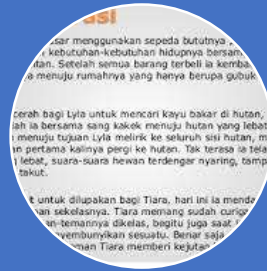 asi
sar menggunakan sepeda bututnya
kebutuhan-kebutuhan hidupnya bersam
tan. Setelah semua barang terbeli ia kemba
a menuju rumahnya yang hanya berupa gubuk
cerah bagi Lyla untuk mencari kayu bakar di hutan,
ah ia bersama sang kakek menuju hutan yang lebat
menuju tujuan Lyla melirik ke seluruh sisi hutan, m
an pertama kalinya pergi ke hutan. Tak terasa ia tela
lebat, suara-suara hewan terdengar nyaring, tamp
takut.
t untuk dilupakan bagi Tiara, hari ini ia menda
an sekelasnya. Tiara memang sudah curiga
an-temannya dikelas, begitu juga saat
yembunyikan sesuatu. Benar saja
man Tiara memberi kejutan